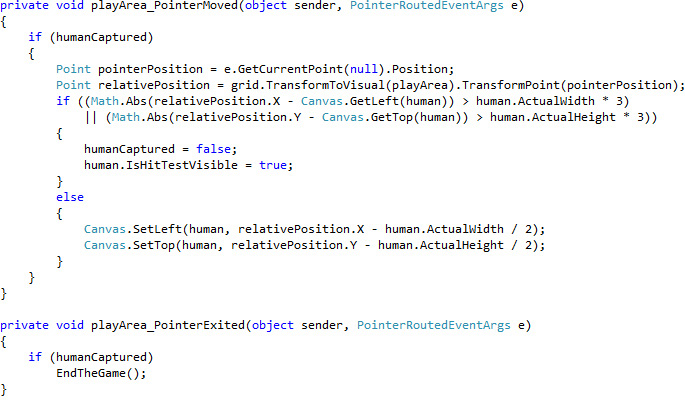 private void playArea_PointerMoved(object sender, PointerRoutedEventArgs e)
{
    if (humanCaptured)
    {
        Point pointerPosition = e.GetCurrentPoint(null).Position;
        Point relativePosition = grid.TransformToVisual(playArea).TransformPoint(pointerPosition);
        if ((Math.Abs(relativePosition.X - Canvas.GetLeft(human)) > human.ActualWidth * 3)
            || (Math.Abs(relativePosition.Y - Canvas.GetTop(human)) > human.ActualHeight * 3))
        {
            humanCaptured = false;
            human.IsHitTestVisible = true;
        }
        else
        {
            Canvas.SetLeft(human, relativePosition.X - human.ActualWidth / 2);
            Canvas.SetTop(human, relativePosition.Y - human.ActualHeight / 2);
        }
    }
}

private void playArea_PointerExited(object sender, PointerRoutedEventArgs e)
{
    if (humanCaptured)
        EndTheGame();
}